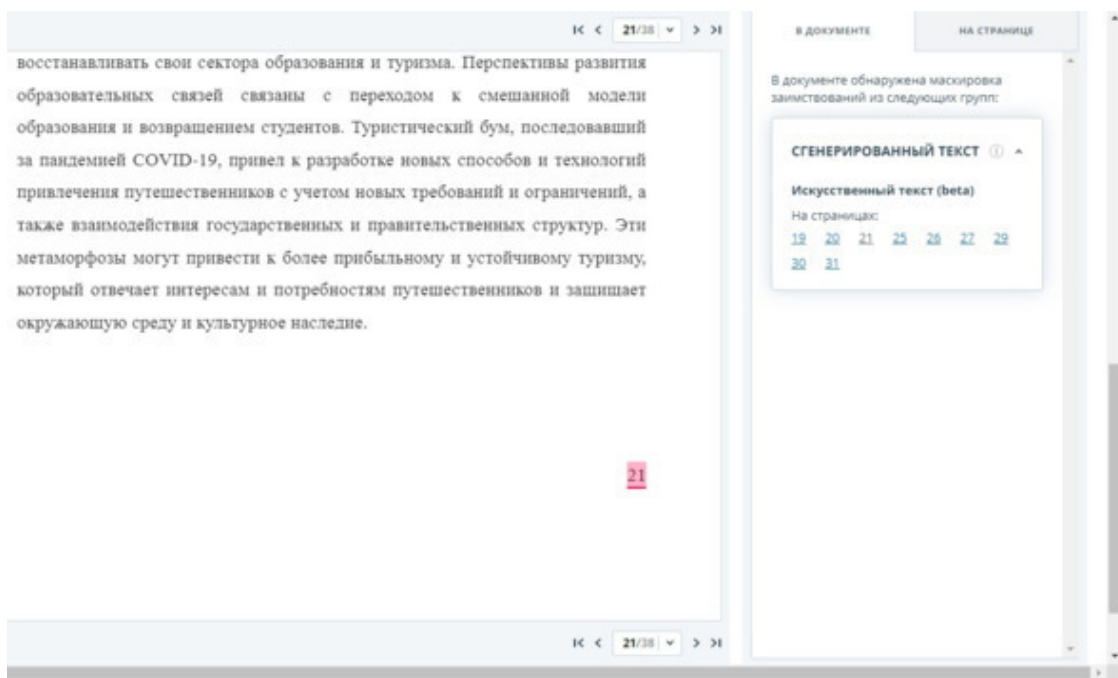 21/38
восстанавливать свои сектора образования и туризма. Перспективы развития
образовательных связей связаны с переходом к смешанной модели
образования и возвращением студентов. Туристический бум, последовавший
за пандемией COVID-19, привел к разработке новых способов и технологий
привлечения путешественников с учетом новых требований и ограничений, а
также взаимодействия государственных и правительственных структур. Эти
метаморфозы могут привести к более прибыльному и устойчивому туризму,
который отвечает интересам и потребностям путешественников и защищает
окружающую среду и культурное наследие.
21
21/38
В ДОКУМЕНТЕ
НА СТРАНИЦЕ
В документе обнаружена маскировка
заимствований из следующих групп:
СГЕНЕРИРОВАННЫЙ ТЕКСТ
Искусственный текст (beta)
На страницах:
19 20 21 25 26 27 29
30 31